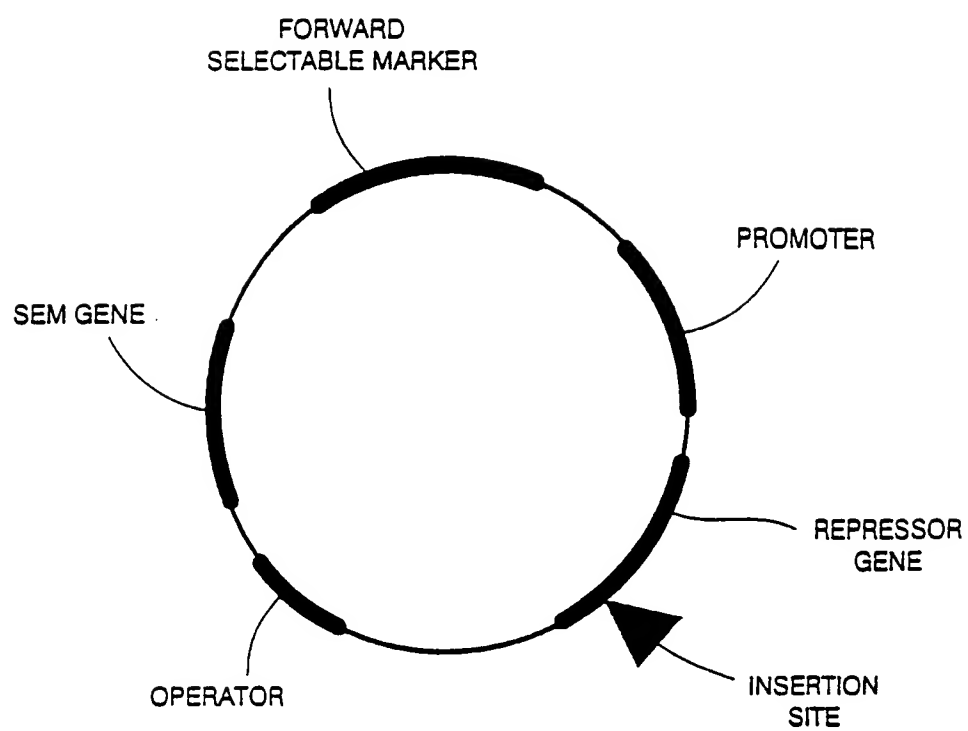 FORWARD
SELECTABLE MARKER
PROMOTER
SEM GENE
REPRESSOR
GENE
INSERTION
SITE
OPERATOR